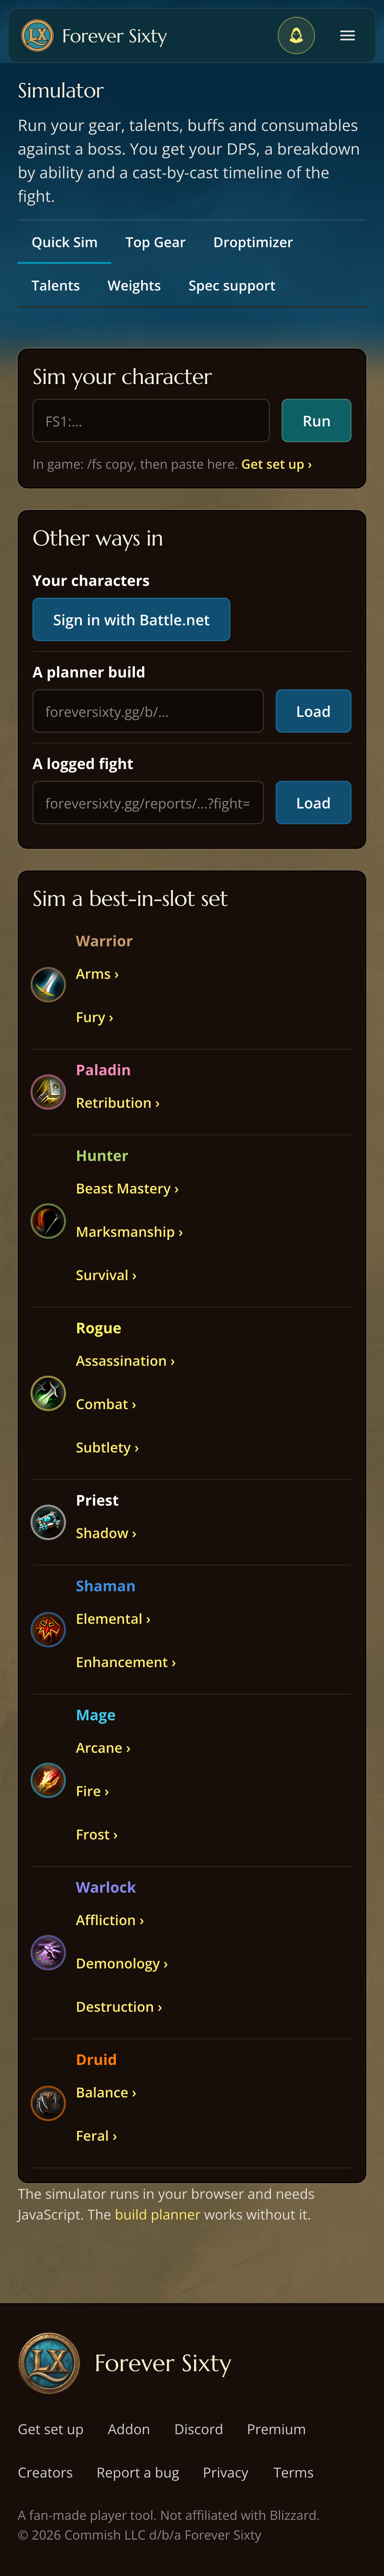 LX Forever Sixty
Simulator
Run your gear, talents, buffs and consumables
against a boss. You get your DPS, a breakdown
by ability and a cast-by-cast timeline of the
fight.
Quick Sim Top Gear Droptimizer
Talents Weights Spec support
Sim your character
FS1:... Run
In game: /fs copy, then paste here. Get set up ›
Other ways in
Your characters
Sign in with Battle.net
A planner build
foreversixty.gg/b/... Load
A logged fight
foreversixty.gg/reports/...?fight= Load
Sim a best-in-slot set
Warrior
Arms ›
Fury ›
Paladin
Retribution ›
Hunter
Beast Mastery ›
Marksmanship ›
Survival ›
Rogue
Assassination ›
Combat ›
Subtlety ›
Priest
Shadow ›
Shaman
Elemental ›
Enhancement ›
Mage
Arcane ›
Fire ›
Frost ›
Warlock
Affliction ›
Demonology ›
Destruction ›
Druid
Balance ›
Feral ›
The simulator runs in your browser and needs
JavaScript. The build planner works without it.
LX Forever Sixty
Get set up Addon Discord Premium
Creators Report a bug Privacy Terms
A fan-made player tool. Not affiliated with Blizzard.
© 2026 Commish LLC d/b/a Forever Sixty